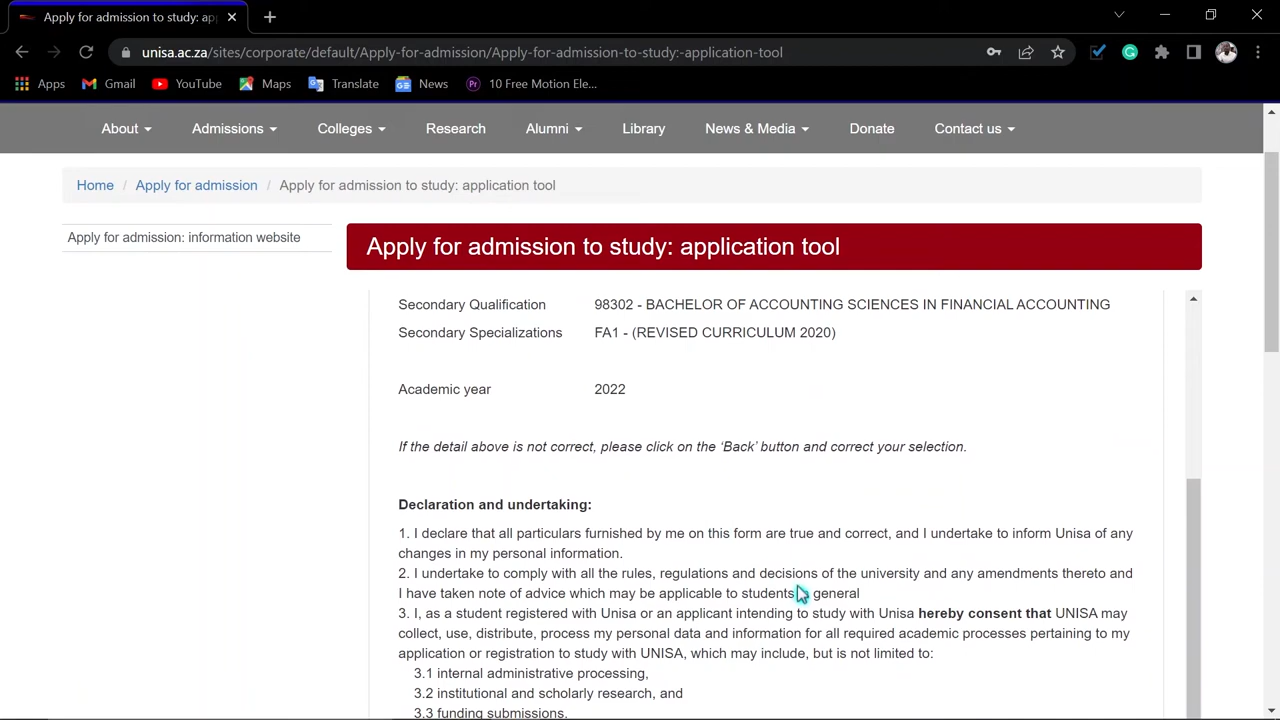 Apply for admission to study: ap
unisa.ac.za/sites/corporate/default/Apply-for-admission/Apply-for-admission-to-study:-application-tool
Apps Gmail YouTube Maps Translate News 10 Free Motion Ele...
About Admissions Colleges Research Alumni Library News & Media Donate Contact us
Home / Apply for admission / Apply for admission to study: application tool
Apply for admission: information website
Apply for admission to study: application tool
Secondary Qualification 98302 - BACHELOR OF ACCOUNTING SCIENCES IN FINANCIAL ACCOUNTING
Secondary Specializations FA1 - (REVISED CURRICULUM 2020)
Academic year 2022
If the detail above is not correct, please click on the ‘Back’ button and correct your selection.
Declaration and undertaking:
1. I declare that all particulars furnished by me on this form are true and correct, and I undertake to inform Unisa of any
changes in my personal information.
2. I undertake to comply with all the rules, regulations and decisions of the university and any amendments thereto and
I have taken note of advice which may be applicable to students general
3. I, as a student registered with Unisa or an applicant intending to study with Unisa hereby consent that UNISA may
collect, use, distribute, process my personal data and information for all required academic processes pertaining to my
application or registration to study with UNISA, which may include, but is not limited to:
3.1 internal administrative processing,
3.2 institutional and scholarly research, and
3.3 funding submissions.